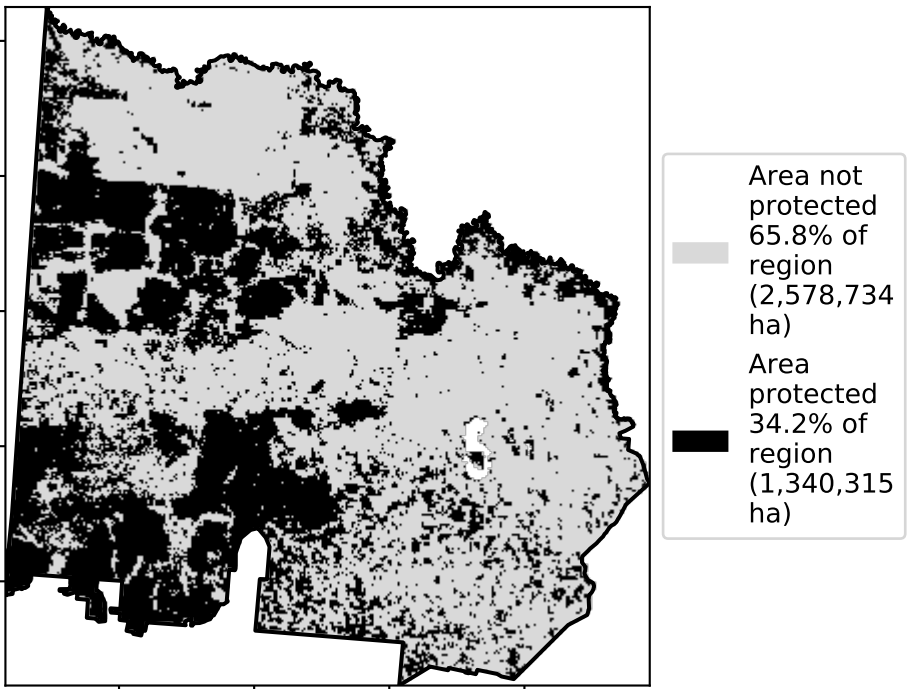 Area not
protected
65.8% of
region
(2,578,734
ha)
Area
protected
34.2% of
region
(1,340,315
ha)